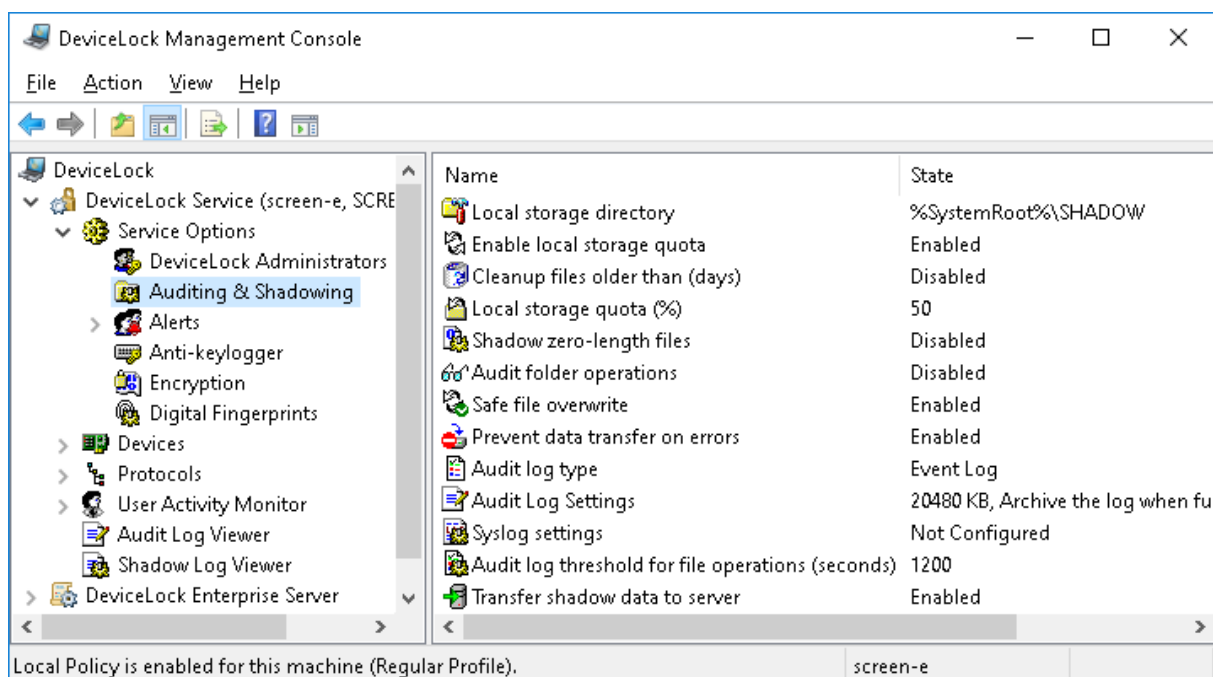 DeviceLock Management Console
File Action View Help
DeviceLock
DeviceLock Service (screen-e, SCRE
Service Options
DeviceLock Administrators
Auditing & Shadowing
Alerts
Anti-keylogger
Encryption
Digital Fingerprints
Devices
Protocols
User Activity Monitor
Audit Log Viewer
Shadow Log Viewer
DeviceLock Enterprise Server
Name State
Local storage directory %SystemRoot%\SHADOW
Enable local storage quota Enabled
Cleanup files older than (days) Disabled
Local storage quota (%) 50
Shadow zero-length files Disabled
Audit folder operations Disabled
Safe file overwrite Enabled
Prevent data transfer on errors Enabled
Audit log type Event Log
Audit Log Settings 20480 KB, Archive the log when fu
Syslog settings Not Configured
Audit log threshold for file operations (seconds) 1200
Transfer shadow data to server Enabled
Local Policy is enabled for this machine (Regular Profile). screen-e